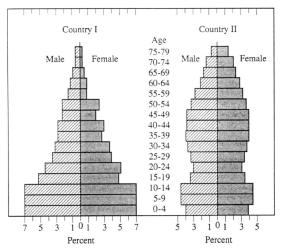 Country I
Country II
Age
Male
Female
Male
Female
75-79
70-74
65-69
60-64
55-59
50-54
45-49
40-44
35-39
30-34
25-29
20-24
15-19
10-14
5-9
0-4
7 5 3 1 0 1 3 5 7
5 3 1 0 1 3 5
Percent
Percent